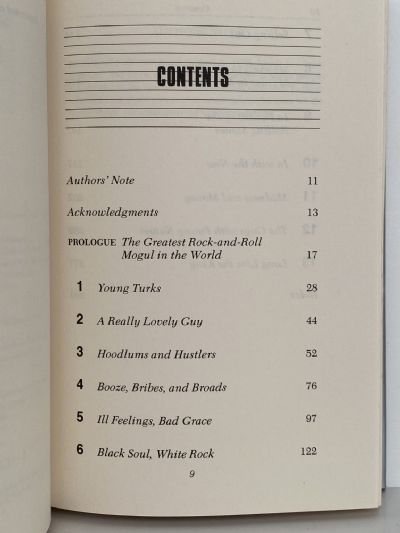 CONTENTS
Authors' Note 11
Acknowledgments 13
PROLOGUE The Greatest Rock-and-Roll
Mogul in the World 17
1 Young Turks 28
2 A Really Lovely Guy 44
3 Hoodlums and Hustlers 52
4 Booze, Bribes, and Broads 76
5 Ill Feelings, Bad Grace 97
6 Black Soul, White Rock 122
9